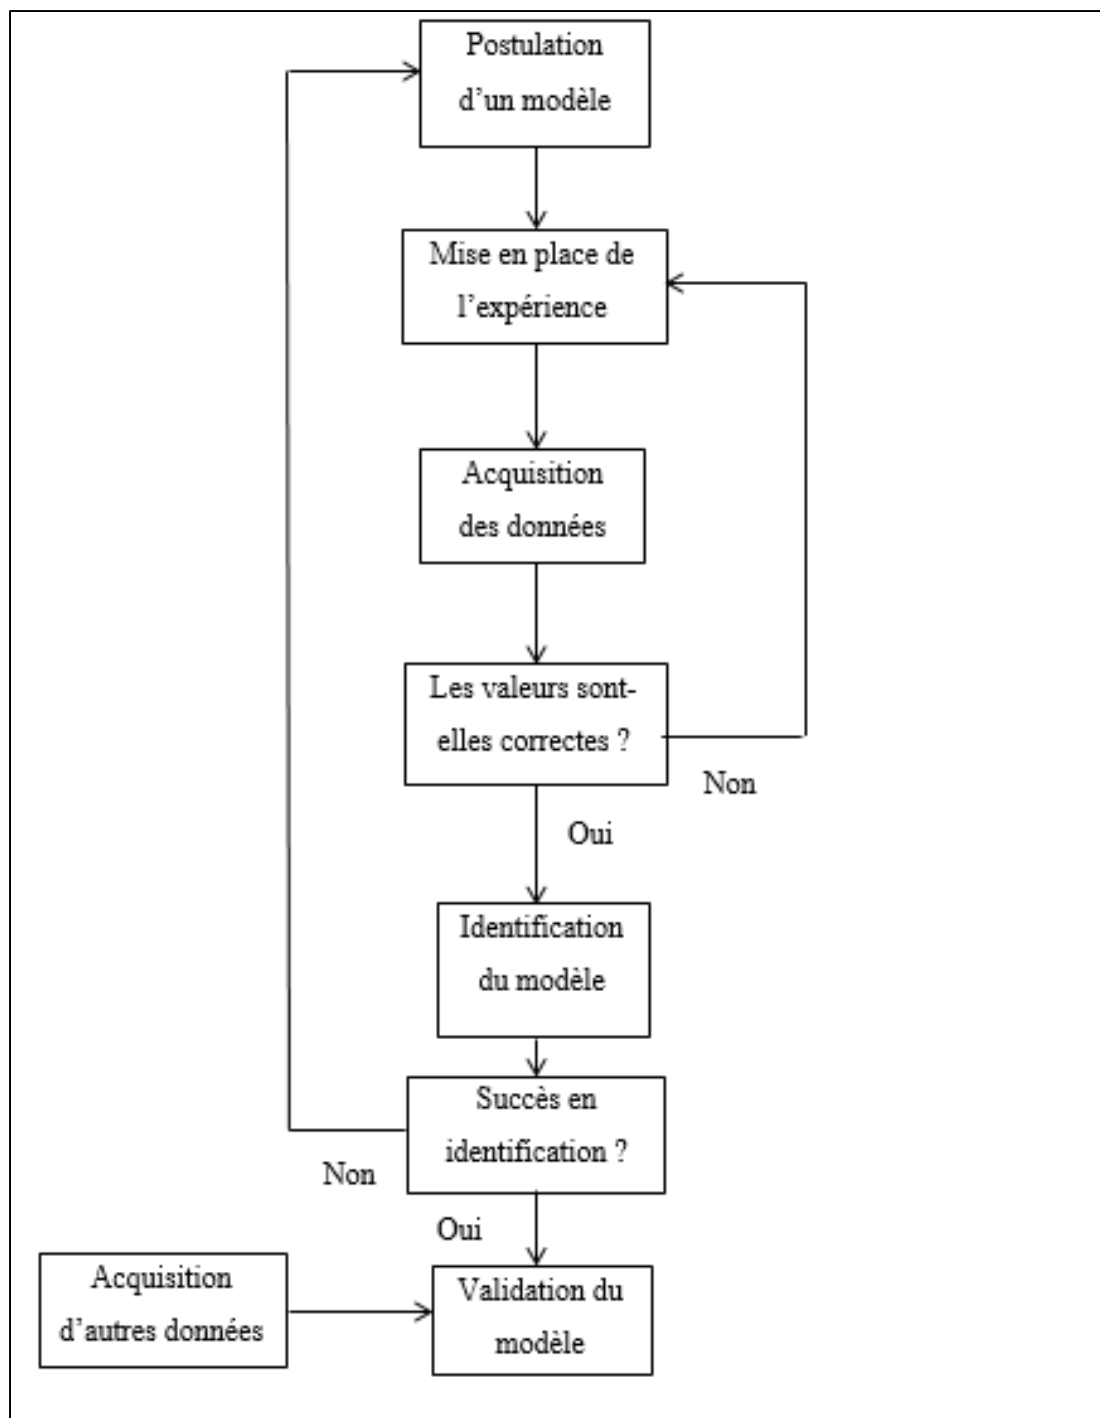 Postulation
d’un modèle
Mise en place de
l’expérience
Acquisition
des données
Les valeurs sont-
elles correctes ?
Non
Oui
Identification
du modèle
Succès en
identification ?
Non
Oui
Acquisition
d’autres données
Validation du
modèle